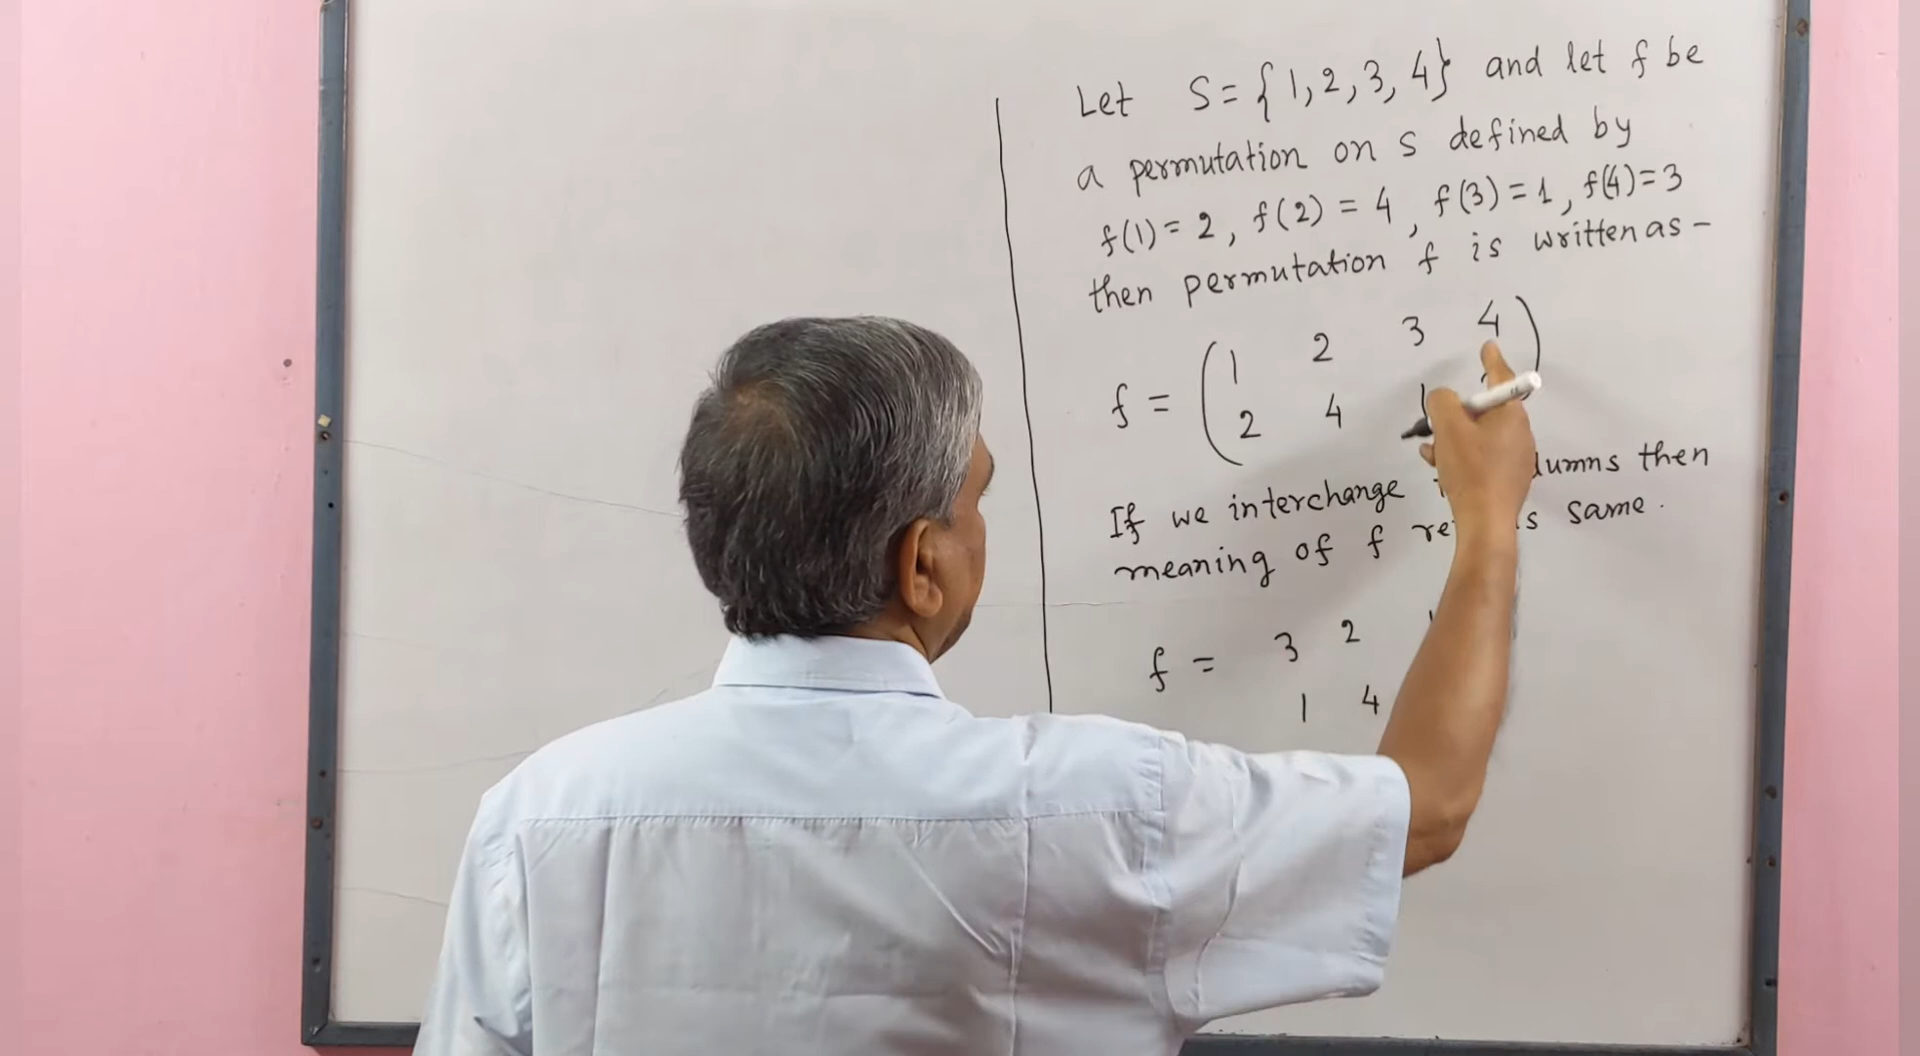 Let S = { 1, 2, 3, 4} and let f be
a permutation on S defined by
f(1) = 2, f(2) = 4, f(3) = 1, f(4) = 3
then permutation f is written as -
f = ( 1 2 3 4 )
2 4 1
If we interchange then
meaning of f same.
f = 3 2
1 4